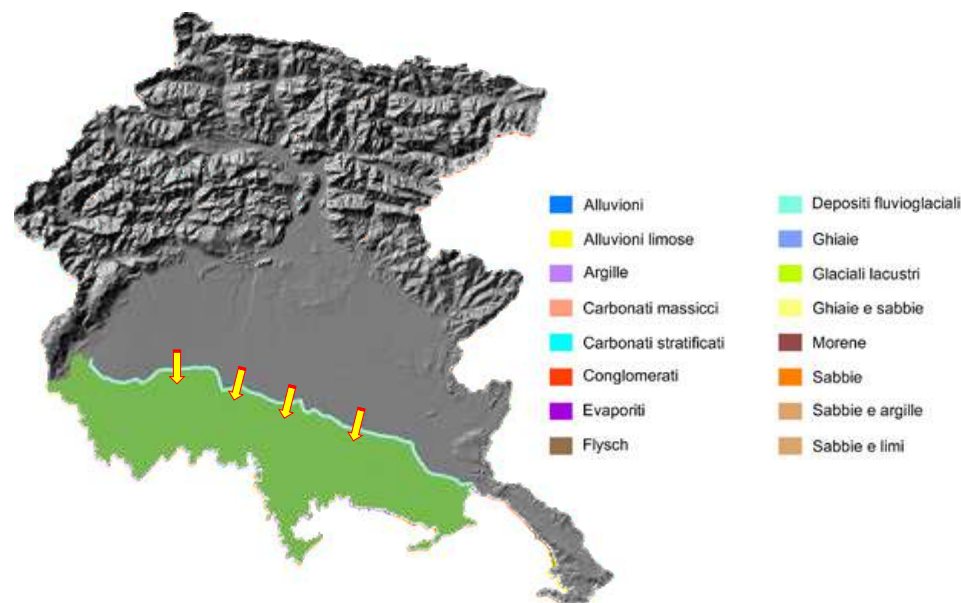 Alluvioni
Alluvioni limose
Argille
Carbonati massicci
Carbonati stratificati
Conglomerati
Evaporiti
Flysch
Depositi fluvioglaciali
Ghiaie
Glaciali lacustri
Ghiaie e sabbie
Morene
Sabbie
Sabbie e argille
Sabbie e limi